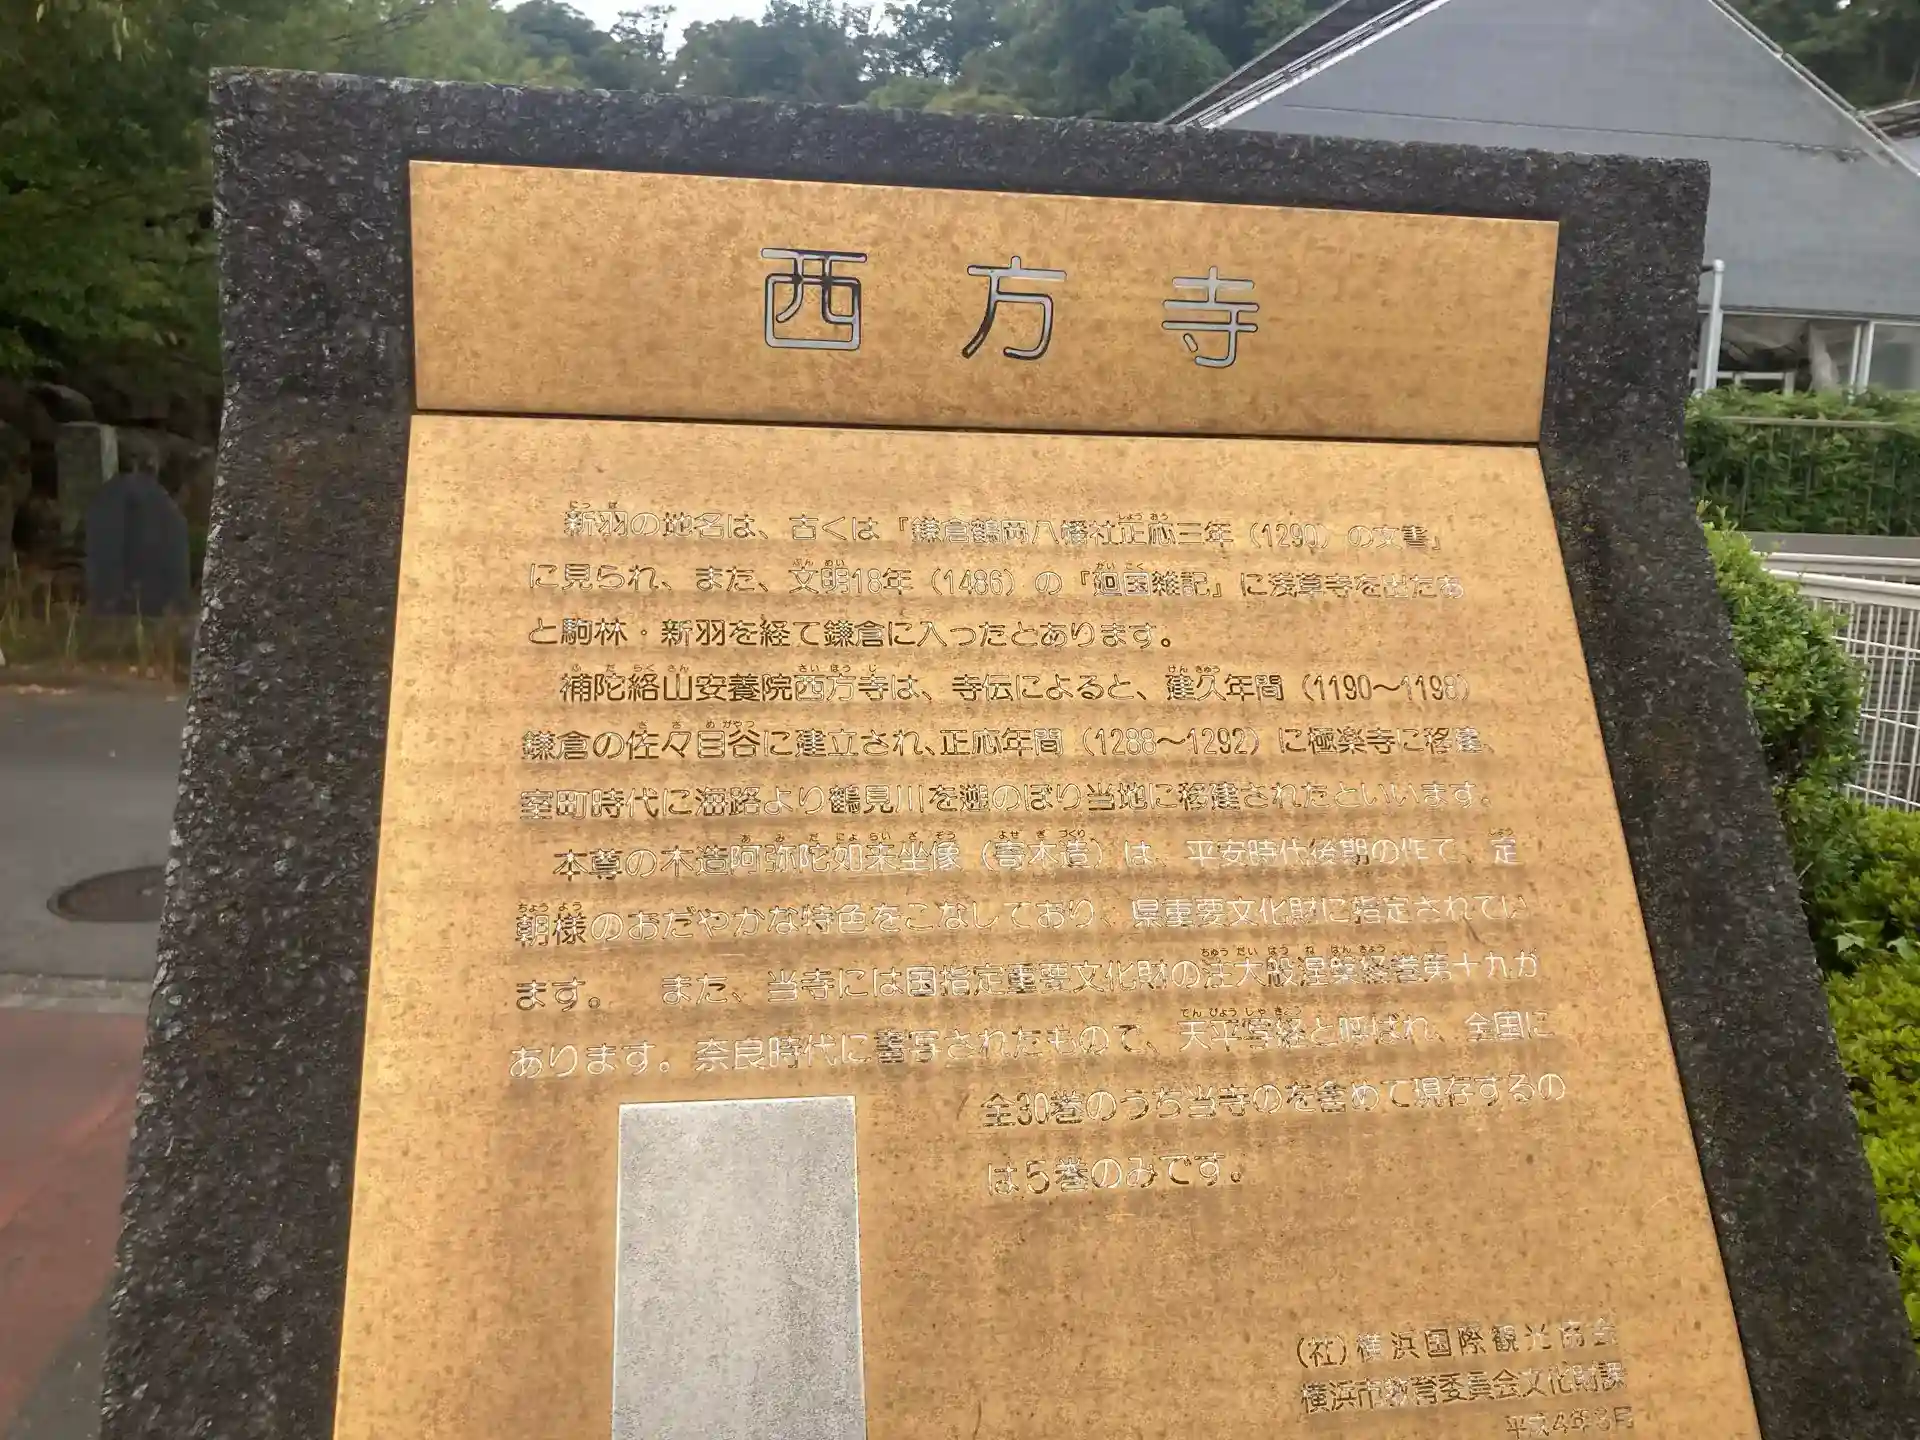 西方寺
新羽の地名は、古くは『鎌倉鶴岡八幡社正応三年（1290）の文書』
に見られ、また、文明18年（1486）の『廻国雑記』に浅草寺を出たあ
と駒林・新羽を経て鎌倉に入ったとあります。
補陀絡山安養院西方寺は、寺伝によると、建久年間（1190〜1198）
鎌倉の佐々目谷に建立され、正応年間（1288〜1292）に極楽寺に移建、
室町時代に海路より鶴見川を遡のぼり当地に移建されたといいます。
本尊の木造阿弥陀如来坐像（寄木造）は、平安時代後期の作で、定
朝様のおだやかな特色をこなしており、県重要文化財に指定されてい
ます。　また、当寺には国指定重要文化財の注大般涅槃経巻第十九が
あります。奈良時代に書写されたもので、天平写経と呼ばれ、全国に
全30巻のうち当寺のを含めて現存するの
は5巻のみです。
（社）横浜国際観光協会
横浜市教育委員会文化財課
平成4年3月